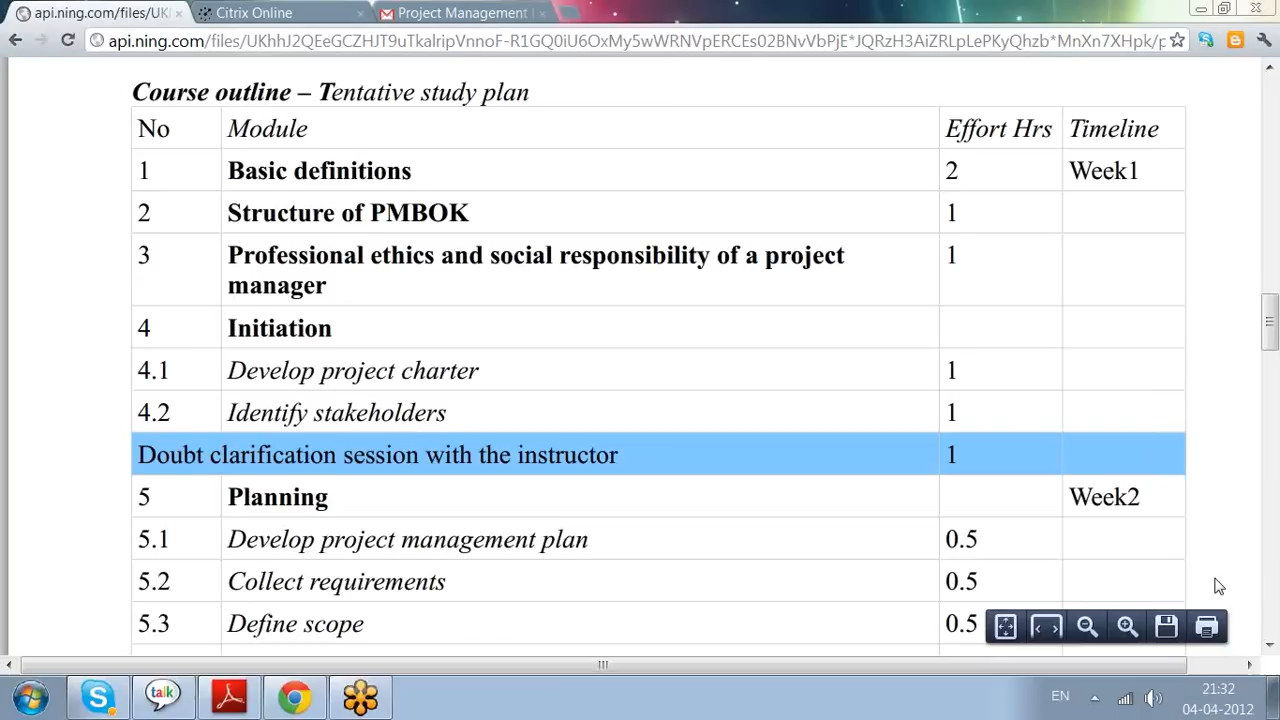 api.ning.com/files/UKI
Citrix Online
Project Management
api.ning.com/files/UKhhJ2QEeGCZHJT9uTkalripVnnoF-R1GQ0iU6OxMy5wWRNVpERCEs02BNvVbPjE*JQRzH3AiZRLpLePKyQhzb*MnXn7XHpk/p
Course outline – Tentative study plan
No Module Effort Hrs Timeline
1 Basic definitions 2 Week1
2 Structure of PMBOK 1
3 Professional ethics and social responsibility of a project 1
manager
4 Initiation
4.1 Develop project charter 1
4.2 Identify stakeholders 1
Doubt clarification session with the instructor 1
5 Planning Week2
5.1 Develop project management plan 0.5
5.2 Collect requirements 0.5
5.3 Define scope 0.5
talk
EN
21:32
04-04-2012